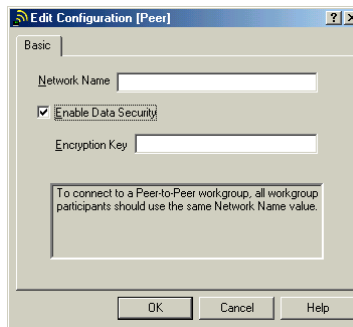 Edit Configuration [Peer]
Basic
Network Name
Enable Data Security
Encryption Key
To connect to a Peer-to-Peer workgroup, all workgroup
participants should use the same Network Name value.
OK Cancel Help